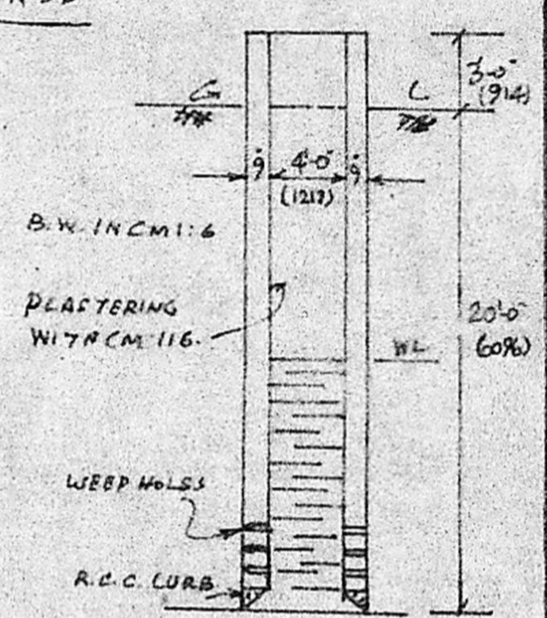 3'-0"
(914)
G L
9" 4'-0" 9"
(1217)
B.W. IN CM 1:6
PLASTERING
WITH CM 1:6.
20'-0"
(6096)
WL
WEEP HOLES
R.C.C. CURB